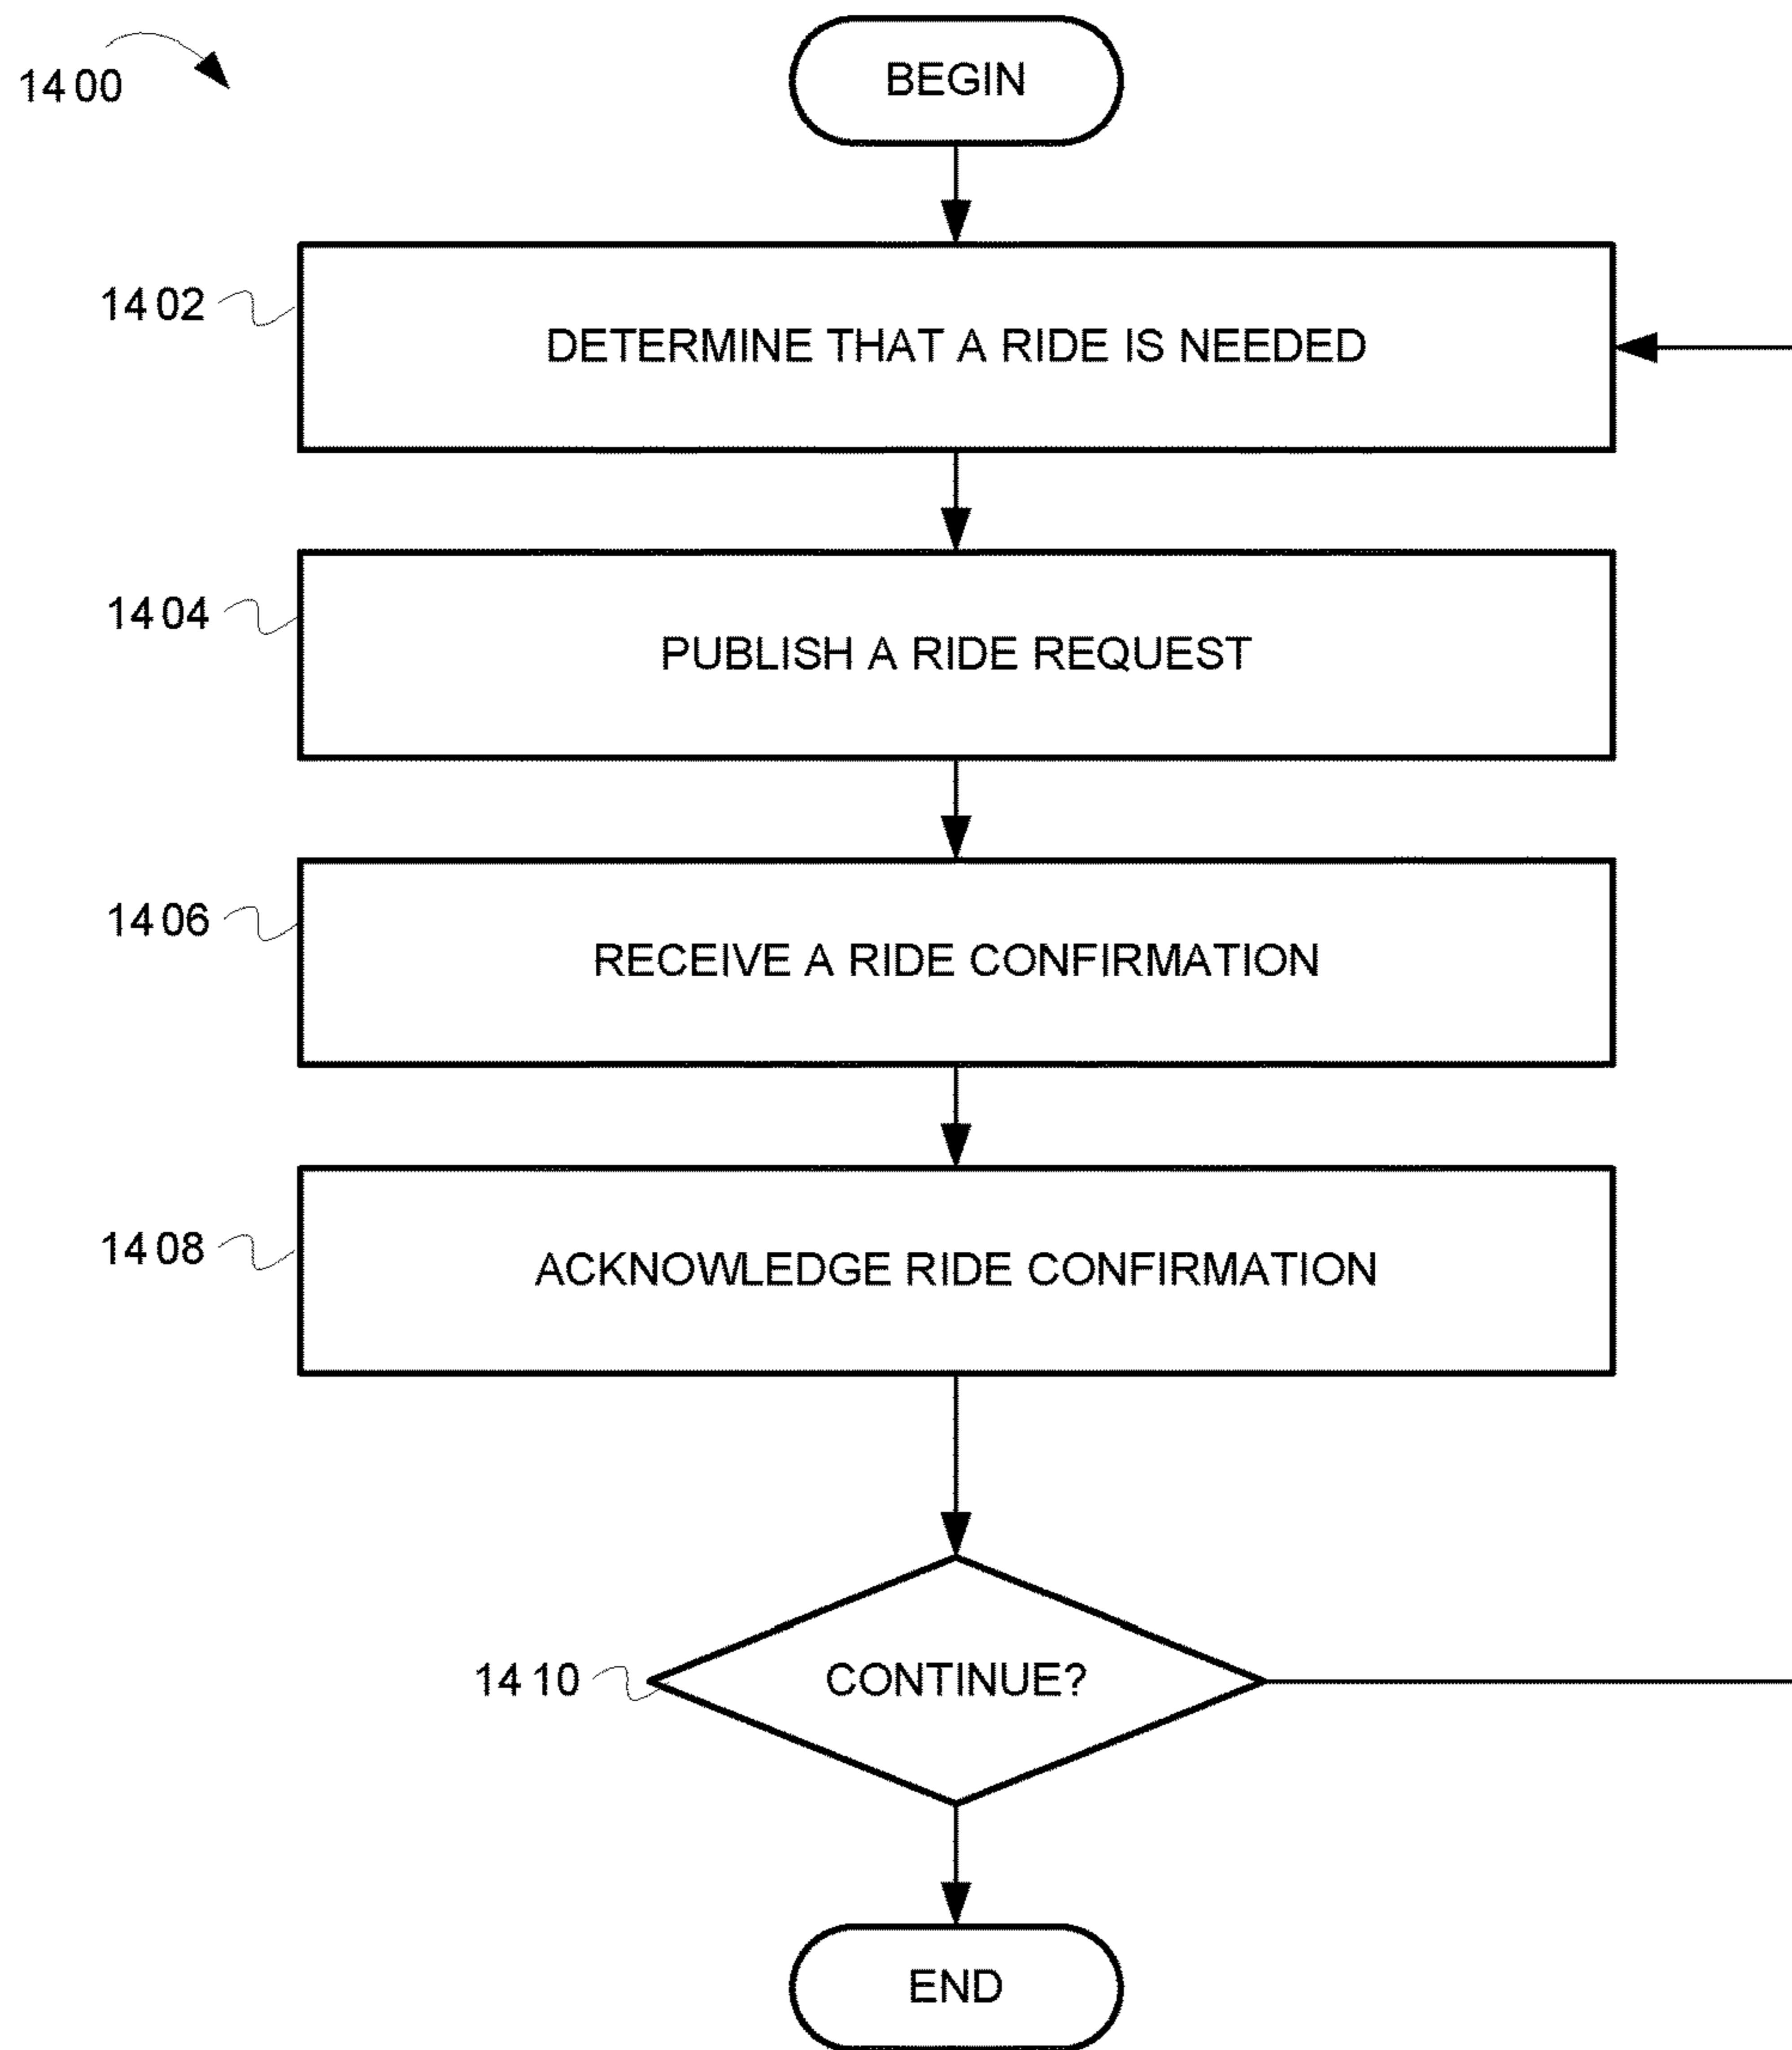 1400
BEGIN
1402
DETERMINE THAT A RIDE IS NEEDED
1404
PUBLISH A RIDE REQUEST
1406
RECEIVE A RIDE CONFIRMATION
1408
ACKNOWLEDGE RIDE CONFIRMATION
1410
CONTINUE?
END